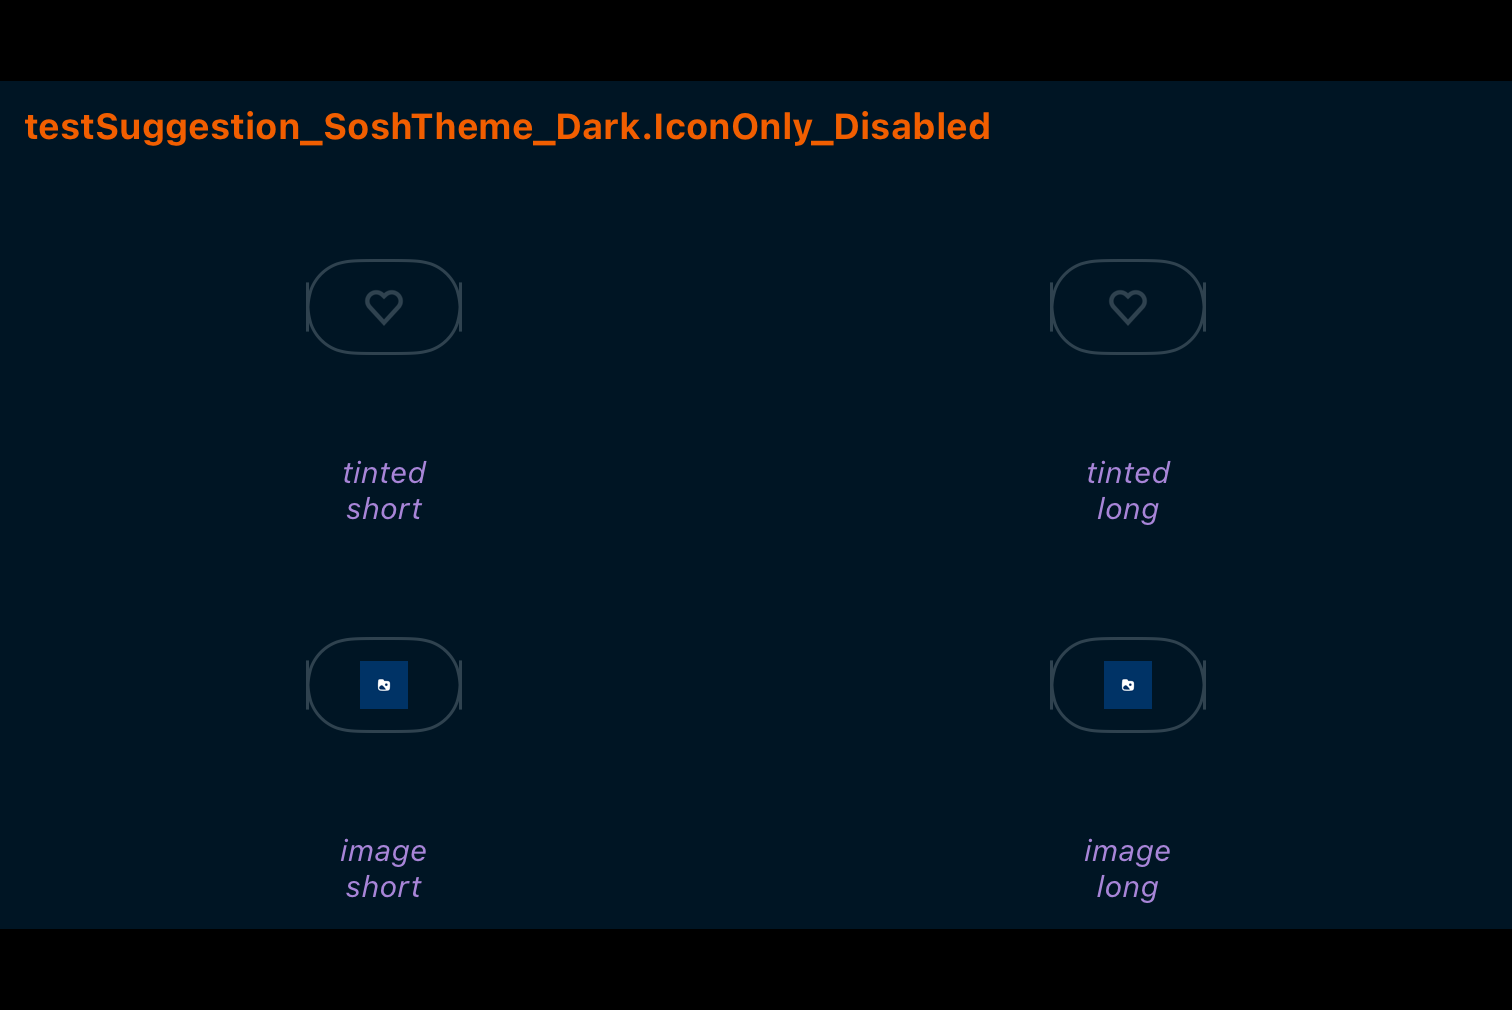 testSuggestion_SoshTheme_Dark.IconOnly_Disabled
tinted
short
tinted
long
image
short
image
long